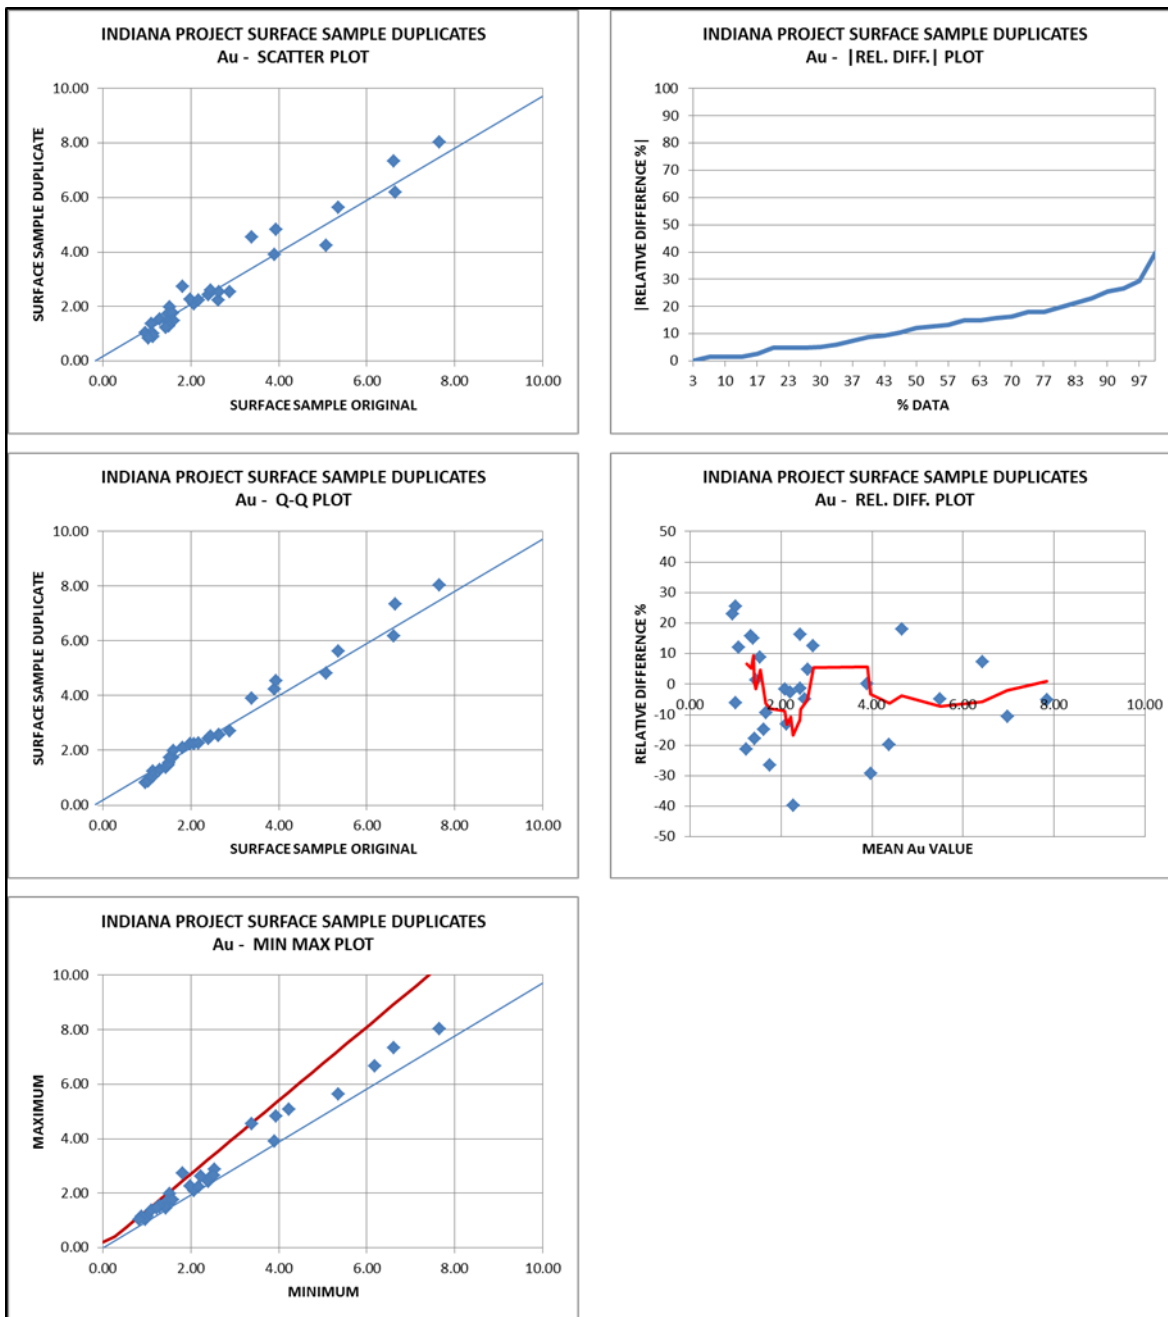 INDIANA PROJECT SURFACE SAMPLE DUPLICATES
Au - SCATTER PLOT
SURFACE SAMPLE DUPLICATE
10.00
8.00
6.00
4.00
2.00
0.00
0.00 2.00 4.00 6.00 8.00 10.00
SURFACE SAMPLE ORIGINAL
INDIANA PROJECT SURFACE SAMPLE DUPLICATES
Au - |REL. DIFF.| PLOT
|RELATIVE DIFFERENCE %|
100
90
80
70
60
50
40
30
20
10
0
3 10 17 23 30 37 43 50 57 63 70 77 83 90 97
% DATA
INDIANA PROJECT SURFACE SAMPLE DUPLICATES
Au - Q-Q PLOT
SURFACE SAMPLE DUPLICATE
10.00
8.00
6.00
4.00
2.00
0.00
0.00 2.00 4.00 6.00 8.00 10.00
SURFACE SAMPLE ORIGINAL
INDIANA PROJECT SURFACE SAMPLE DUPLICATES
Au - REL. DIFF. PLOT
RELATIVE DIFFERENCE %
50
40
30
20
10
0
-10
-20
-30
-40
-50
0.00 2.00 4.00 6.00 8.00 10.00
MEAN Au VALUE
INDIANA PROJECT SURFACE SAMPLE DUPLICATES
Au - MIN MAX PLOT
MAXIMUM
10.00
8.00
6.00
4.00
2.00
0.00
0.00 2.00 4.00 6.00 8.00 10.00
MINIMUM